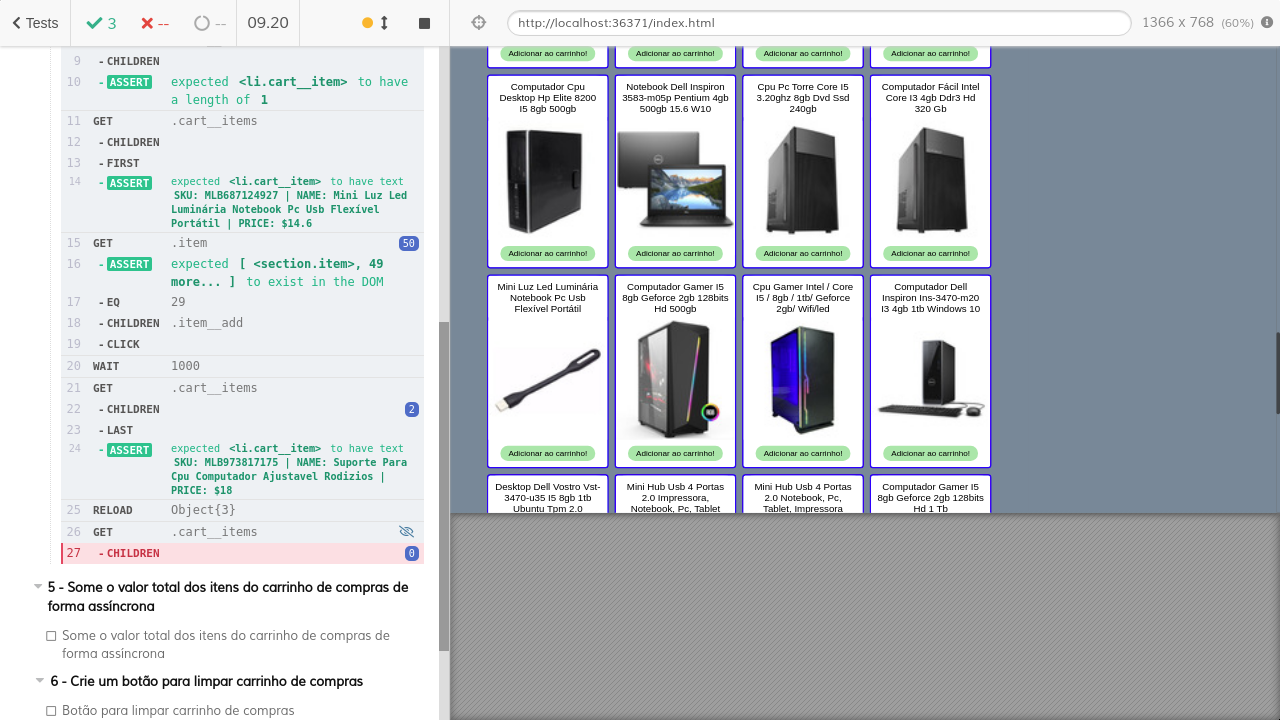 Tests
3
--
--
09.20
http://localhost:36371/index.html
1366 x 768 (60%)
9 - CHILDREN
10 - ASSERT expected <li.cart__item> to have
a length of 1
11 GET .cart__items
12 - CHILDREN
13 - FIRST
14 - ASSERT expected <li.cart__item> to have text
SKU: MLB687124927 | NAME: Mini Luz Led
Luminária Notebook Pc Usb Flexível
Portátil | PRICE: $14.6
15 GET .item 50
16 - ASSERT expected [ <section.item>, 49
more... ] to exist in the DOM
17 - EQ 29
18 - CHILDREN .item__add
19 - CLICK
20 WAIT 1000
21 GET .cart__items
22 - CHILDREN 2
23 - LAST
24 - ASSERT expected <li.cart__item> to have text
SKU: MLB973817175 | NAME: Suporte Para
Cpu Computador Ajustavel Rodizios |
PRICE: $18
25 RELOAD Object{3}
26 GET .cart__items
27 - CHILDREN 0
5 - Some o valor total dos itens do carrinho de compras de
forma assíncrona
Some o valor total dos itens do carrinho de compras de
forma assíncrona
6 - Crie um botão para limpar carrinho de compras
Botão para limpar carrinho de compras
Adicionar ao carrinho!
Adicionar ao carrinho!
Adicionar ao carrinho!
Adicionar ao carrinho!
Computador Cpu
Desktop Hp Elite 8200
I5 8gb 500gb
Adicionar ao carrinho!
Notebook Dell Inspiron
3583-m05p Pentium 4gb
500gb 15.6 W10
Adicionar ao carrinho!
Cpu Pc Torre Core I5
3.20ghz 8gb Dvd Ssd
240gb
Adicionar ao carrinho!
Computador Fácil Intel
Core I3 4gb Ddr3 Hd
320 Gb
Adicionar ao carrinho!
Mini Luz Led Luminária
Notebook Pc Usb
Flexível Portátil
Adicionar ao carrinho!
Computador Gamer I5
8gb Geforce 2gb 128bits
Hd 500gb
Adicionar ao carrinho!
Cpu Gamer Intel / Core
I5 / 8gb / 1tb/ Geforce
2gb/ Wifi/led
Adicionar ao carrinho!
Computador Dell
Inspiron Ins-3470-m20
I3 4gb 1tb Windows 10
Adicionar ao carrinho!
Desktop Dell Vostro Vst-
3470-u35 I5 8gb 1tb
Ubuntu Tpm 2.0
Mini Hub Usb 4 Portas
2.0 Impressora,
Notebook, Pc, Tablet
Mini Hub Usb 4 Portas
2.0 Notebook, Pc,
Tablet, Impressora
Computador Gamer I5
8gb Geforce 2gb 128bits
Hd 1 Tb